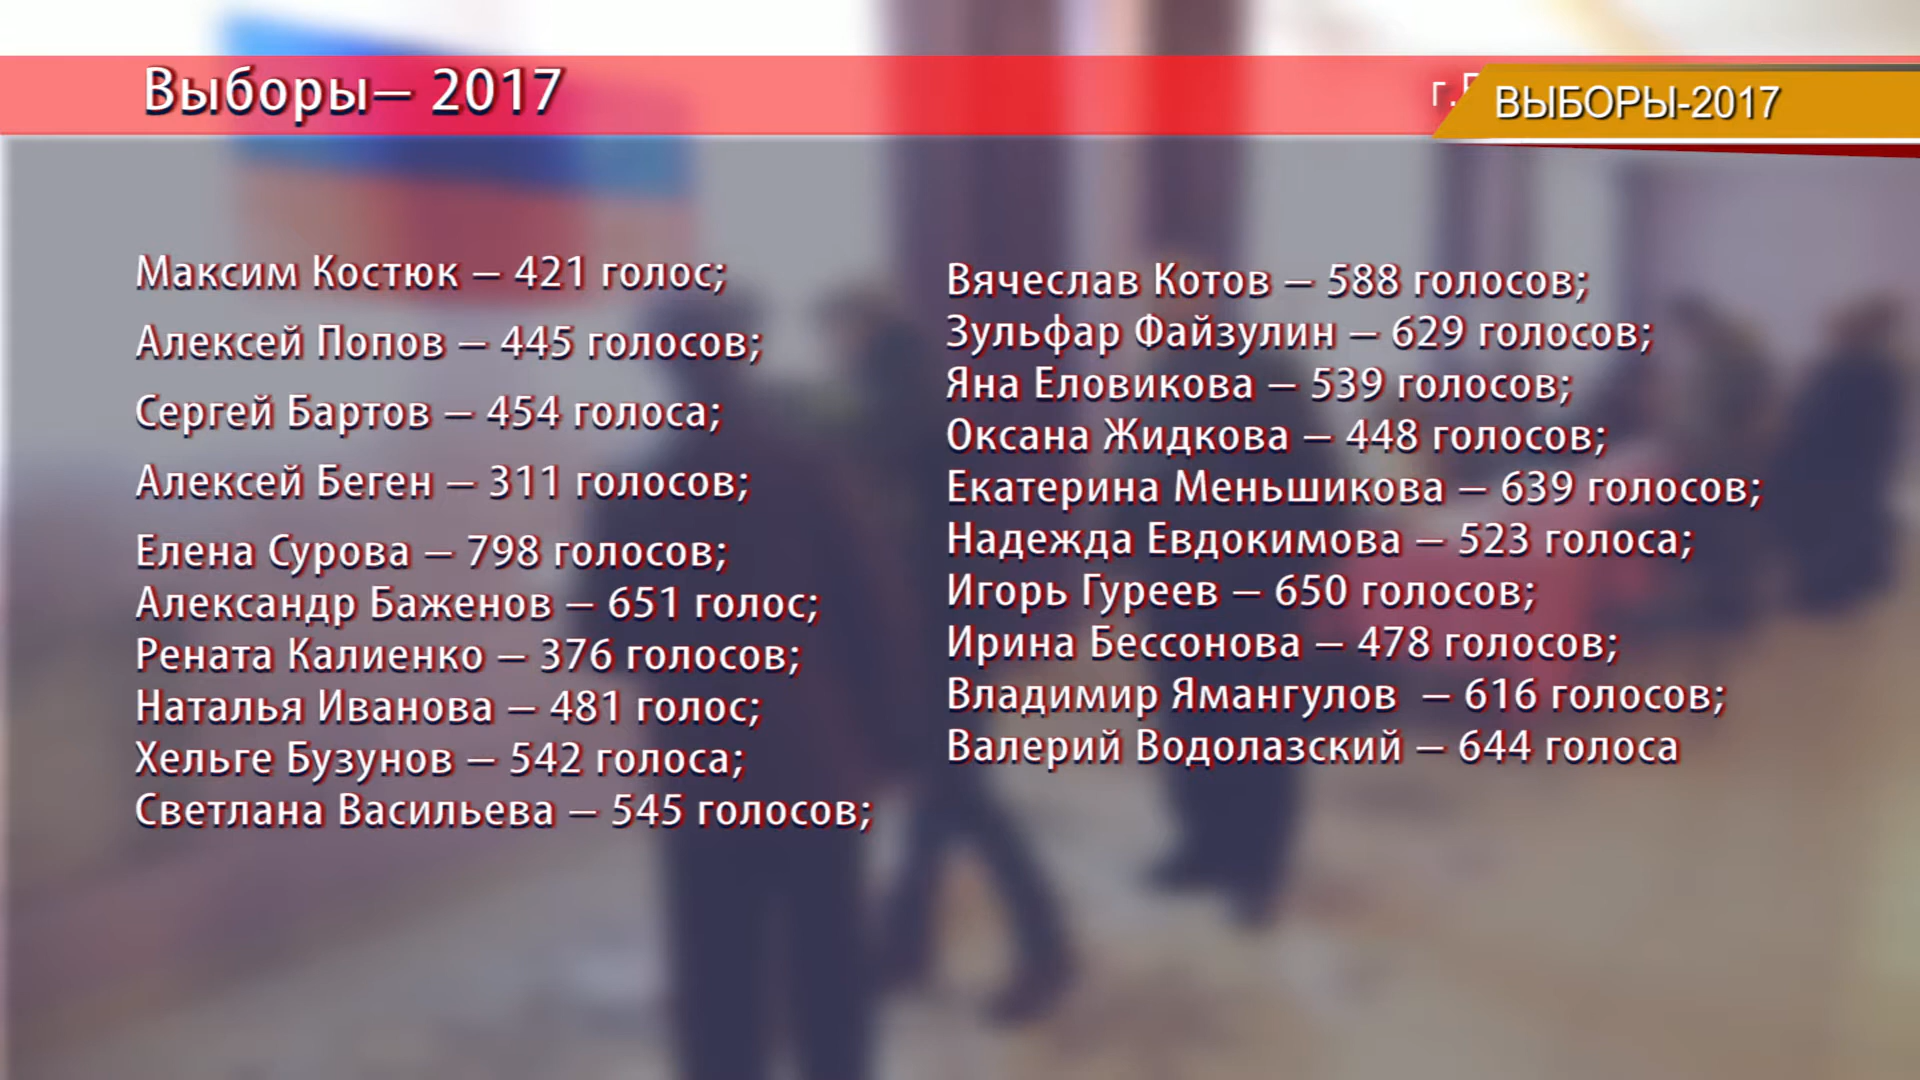 Выборы– 2017
г.
ВЫБОРЫ-2017
Максим Костюк – 421 голос;
Алексей Попов – 445 голосов;
Сергей Бартов – 454 голоса;
Алексей Беген – 311 голосов;
Елена Сурова – 798 голосов;
Александр Баженов – 651 голос;
Рената Калиенко – 376 голосов;
Наталья Иванова – 481 голос;
Хельге Бузунов – 542 голоса;
Светлана Васильева – 545 голосов;
Вячеслав Котов – 588 голосов;
Зульфар Файзулин – 629 голосов;
Яна Еловикова – 539 голосов;
Оксана Жидкова – 448 голосов;
Екатерина Меньшикова – 639 голосов;
Надежда Евдокимова – 523 голоса;
Игорь Гуреев – 650 голосов;
Ирина Бессонова – 478 голосов;
Владимир Ямангулов – 616 голосов;
Валерий Водолазский – 644 голоса